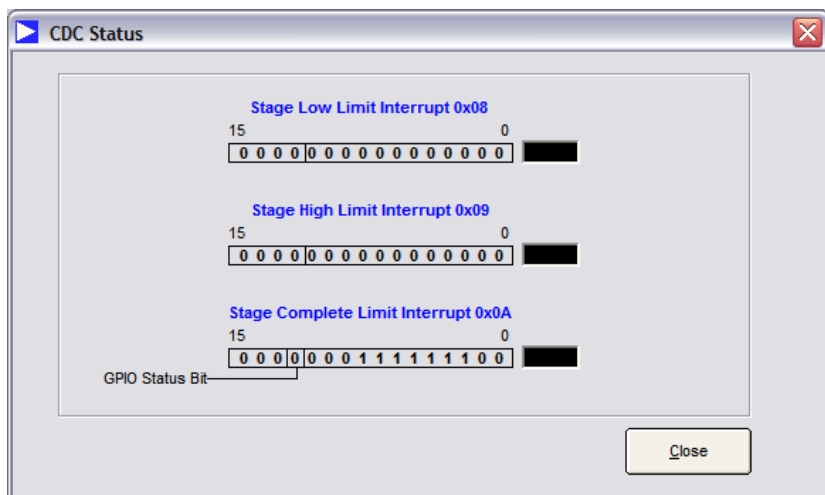 CDC Status
Stage Low Limit Interrupt 0x08
15 0
0 0 0 0 0 0 0 0 0 0 0 0 0 0 0 0
Stage High Limit Interrupt 0x09
15 0
0 0 0 0 0 0 0 0 0 0 0 0 0 0 0 0
Stage Complete Limit Interrupt 0x0A
15 0
0 0 0 0 0 0 0 1 1 1 1 1 1 1 0 0
GPIO Status Bit
Close